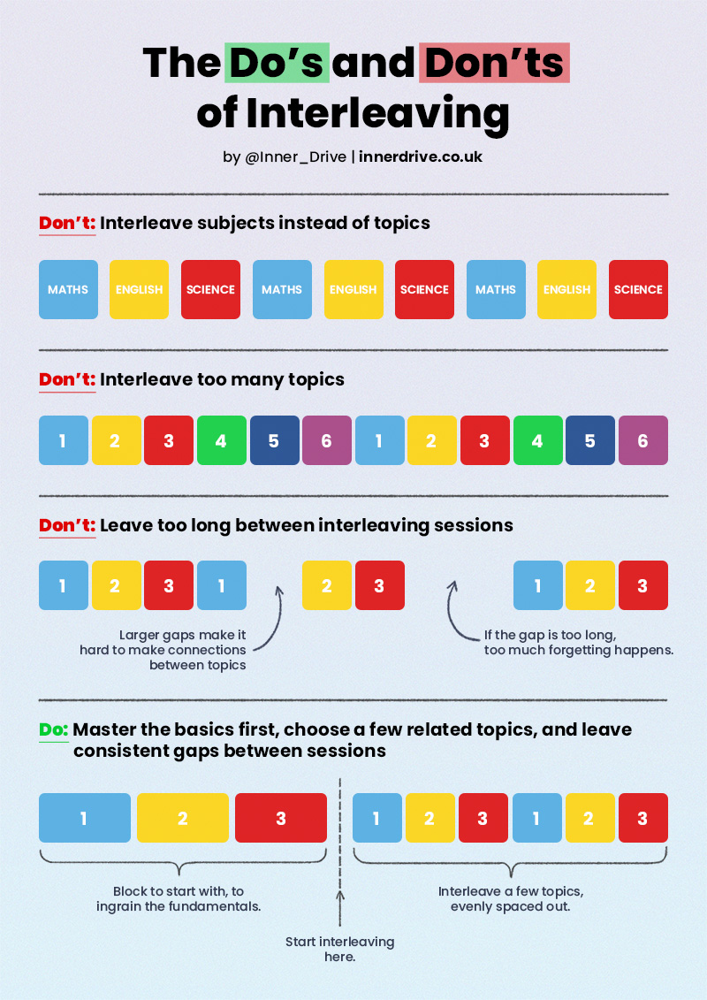 The Do’s and Don’ts
of Interleaving
by @Inner_Drive | innerdrive.co.uk
Don’t: Interleave subjects instead of topics
MATHS ENGLISH SCIENCE MATHS ENGLISH SCIENCE MATHS ENGLISH SCIENCE
Don’t: Interleave too many topics
1 2 3 4 5 6 1 2 3 4 5 6
Don’t: Leave too long between interleaving sessions
1 2 3 1 2 3 1 2 3
Larger gaps make it
hard to make connections
between topics
If the gap is too long,
too much forgetting happens.
Do: Master the basics first, choose a few related topics, and leave
consistent gaps between sessions
1 2 3 1 2 3 1 2 3
Block to start with, to
ingrain the fundamentals.
Interleave a few topics,
evenly spaced out.
Start interleaving
here.